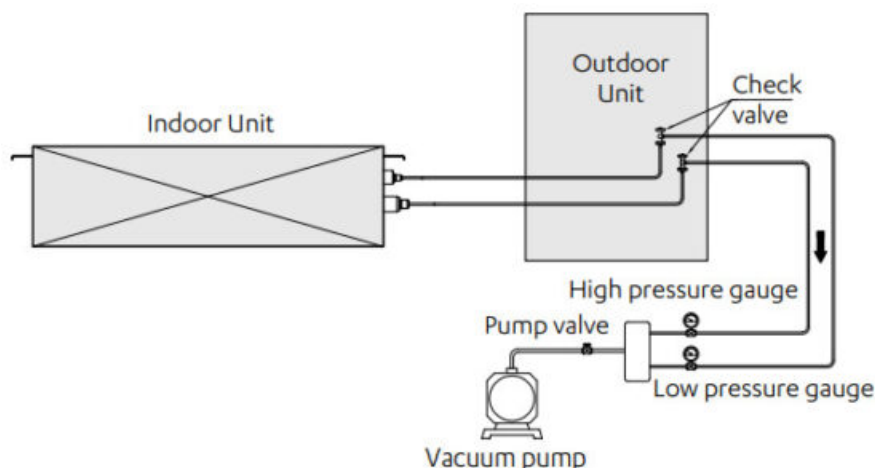 Outdoor
Unit
Check
valve
Indoor Unit
High pressure gauge
Pump valve
Low pressure gauge
Vacuum pump